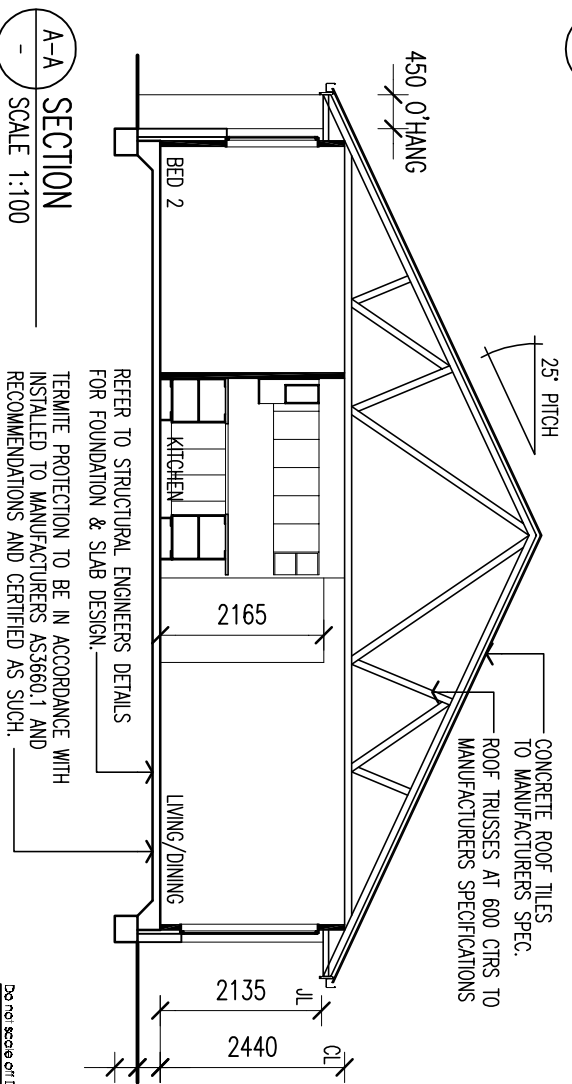 450 O'HANG
25° PITCH
CONCRETE ROOF TILES
TO MANUFACTURERS SPEC.
ROOF TRUSSES AT 600 CTRS TO
MANUFACTURERS SPECIFICATIONS
BED 2
KITCHEN
2165
LIVING/DINING
2135
JL
2440
CL
A-A
-
SECTION
SCALE 1:100
REFER TO STRUCTURAL ENGINEERS DETAILS
FOR FOUNDATION & SLAB DESIGN.
TERMITE PROTECTION TO BE IN ACCORDANCE WITH
INSTALLED TO MANUFACTURERS AS3660.1 AND
RECOMMENDATIONS AND CERTIFIED AS SUCH.
Do not scale off